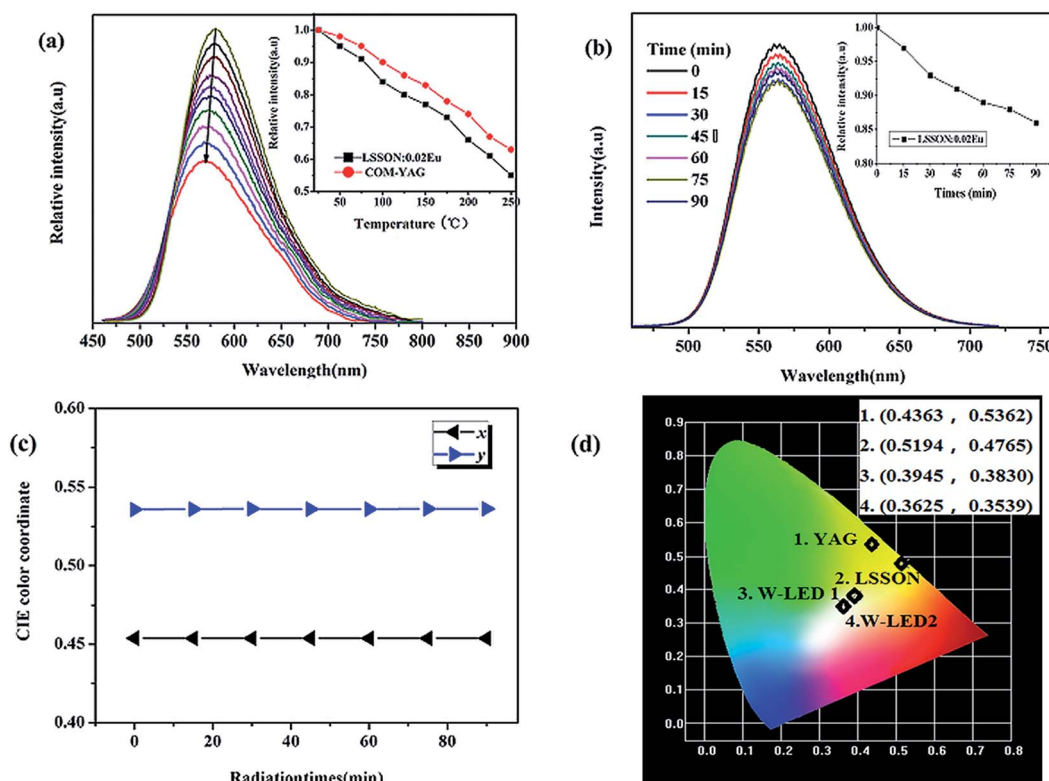 (a)
Relative intensity(a.u)
Wavelength(nm)
450 500 550 600 650 700 750 800 850 900
Relative intensity(a.u)
1.0
0.9
0.8
0.7
0.6
0.5
50 100 150 200 250
Temperature (℃)
LSSON:0.02Eu
COM-YAG
(b)
Intensity(a.u)
Time (min)
0
15
30
45▯
60
75
90
500 550 600 650 700 750
Wavelength(nm)
Relative intensity(a.u)
1.00
0.95
0.90
0.85
0.80
LSSON:0.02Eu
0 15 30 45 60 75 90
Times (min)
(c)
CIE color coordinate
0.60
0.55
0.50
0.45
0.40
x
y
0 20 40 60 80
Radiationtimes(min)
(d)
1. (0.4363 , 0.5362)
2. (0.5194 , 0.4765)
3. (0.3945 , 0.3830)
4. (0.3625 , 0.3539)
0.9
0.8
0.7
0.6
0.5
0.4
0.3
0.2
0.1
0.0
1. YAG
2. LSSON
3. W-LED 1
4.W-LED2
0.0 0.1 0.2 0.3 0.4 0.5 0.6 0.7 0.8